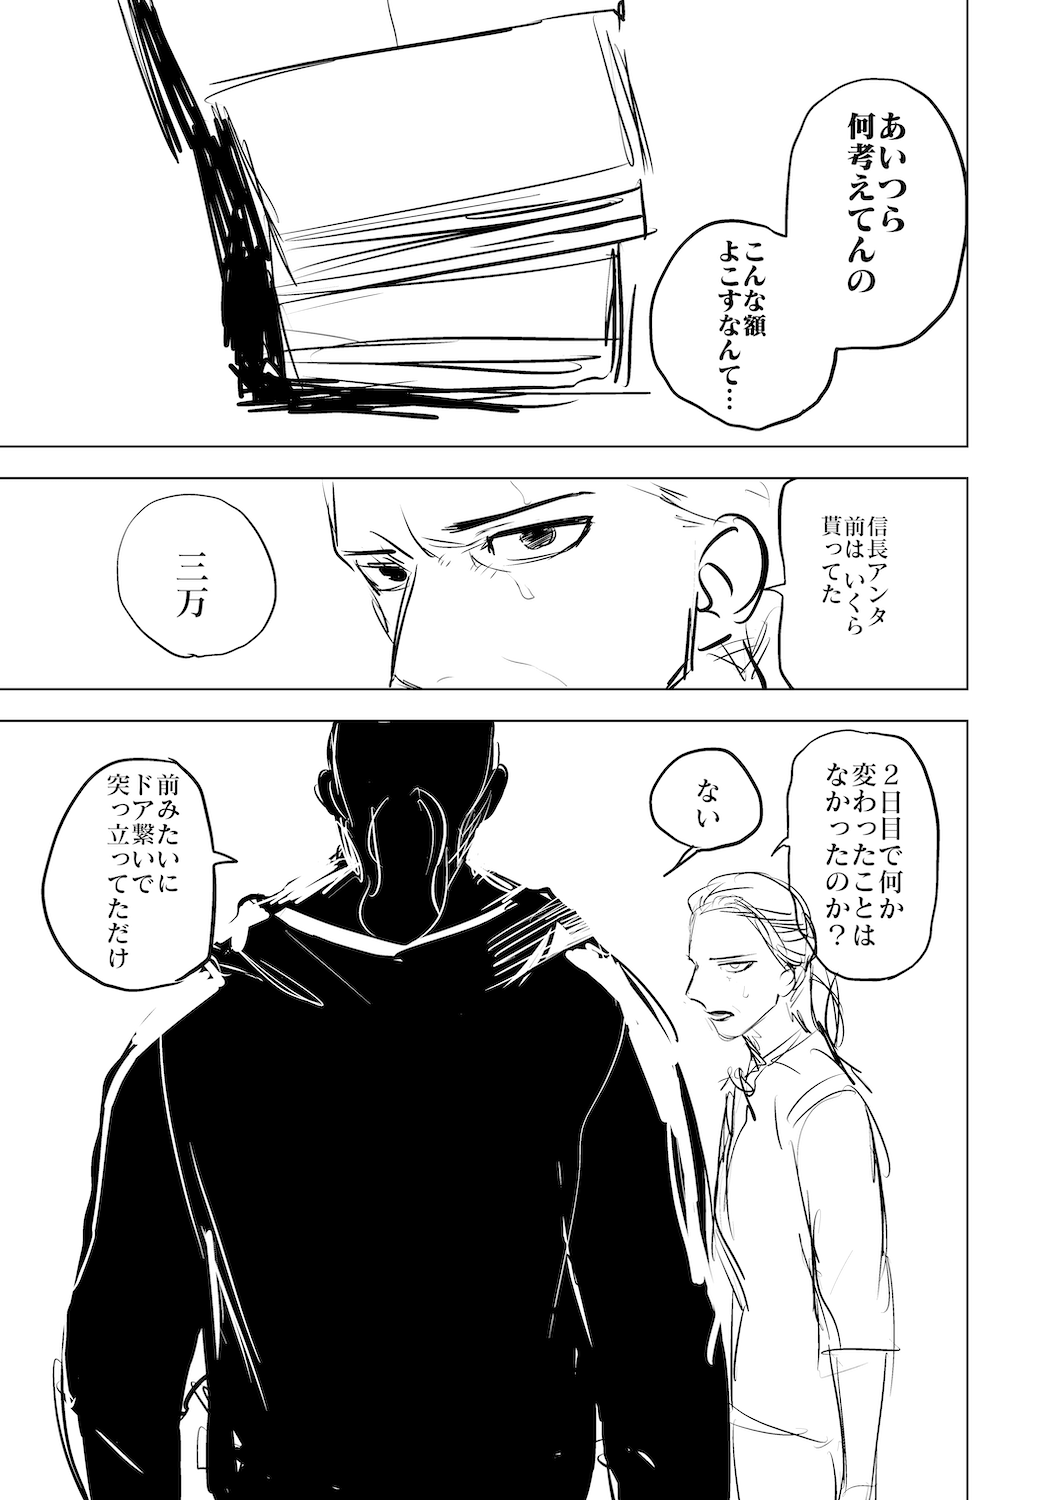 あいつら
何考えてんの
こんな額
よこすなんて…
信長アンタ
前は いくら
貰ってた
三万
2日目で何か
変わったことは
なかったのか?
ない
前みたいに
ドア繋いで
突っ立ってただけ